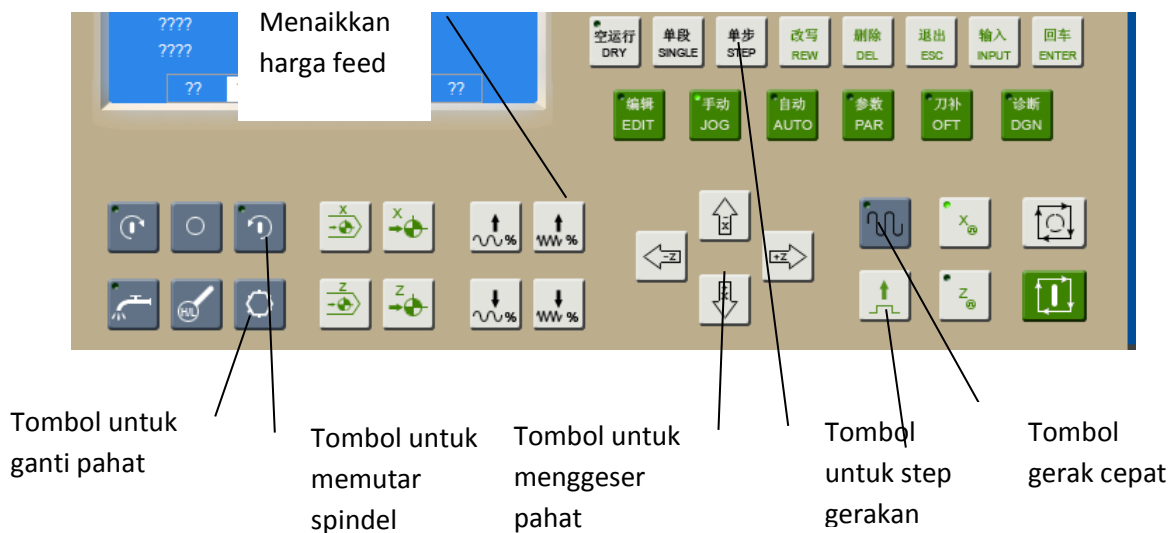 ????
????
??
??
Menaikkan
harga feed
空运行
DRY
单段
SINGLE
单步
STEP
改写
REW
删除
DEL
退出
ESC
输入
INPUT
回车
ENTER
编辑
EDIT
手动
JOG
自动
AUTO
参数
PAR
刀补
OFT
诊断
DGN
X
X
%
%
-X
X
-Z
+Z
X
Z
Z
H/L
%
%
Z
Tombol untuk
ganti pahat
Tombol untuk
memutar
spindel
Tombol untuk
menggeser
pahat
Tombol
untuk step
gerakan
Tombol
gerak cepat